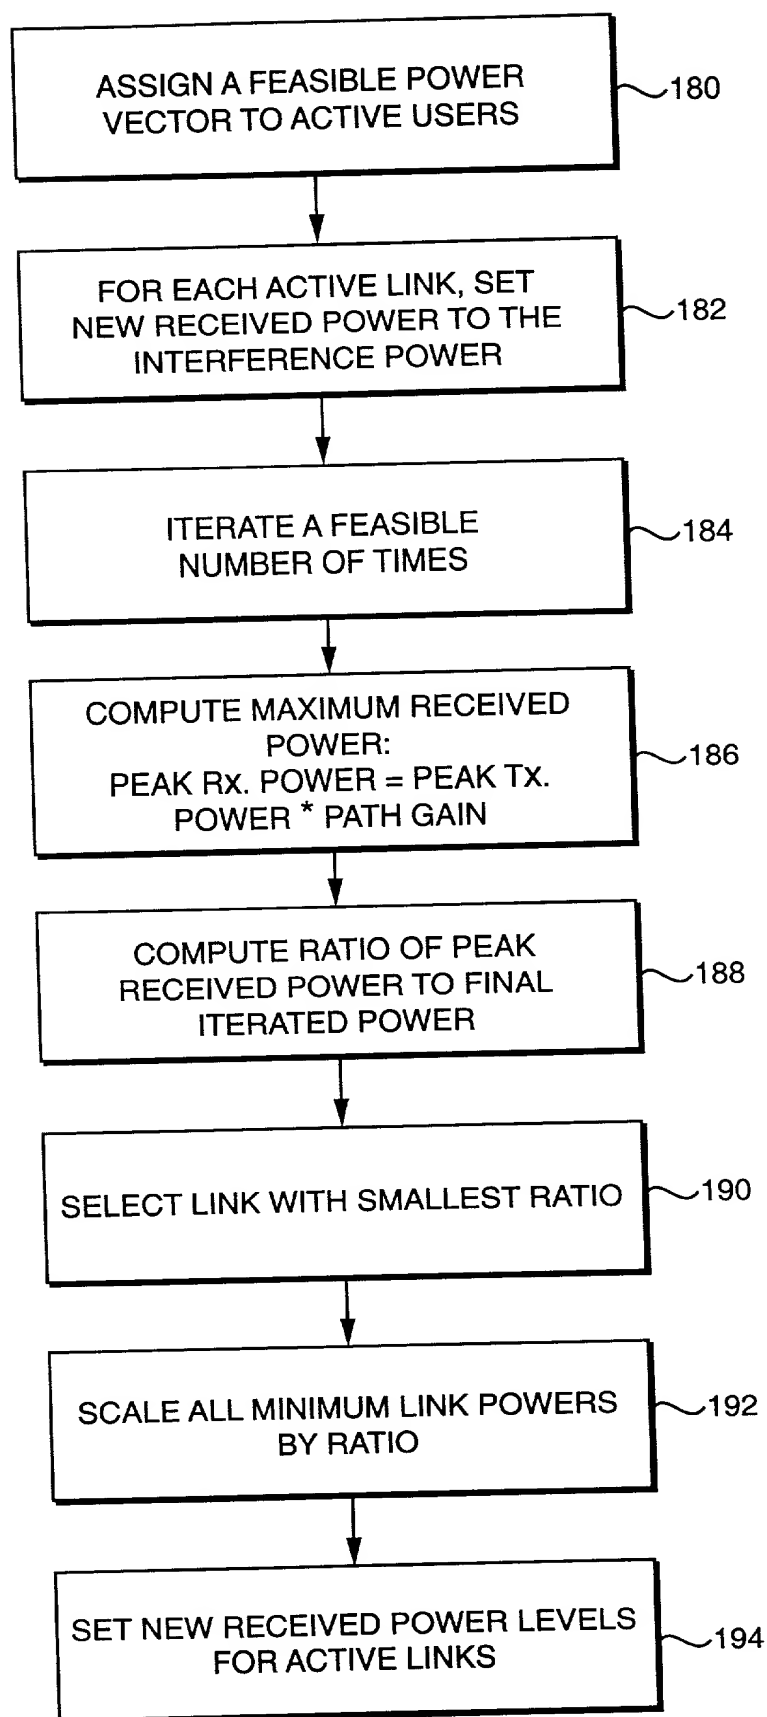 ASSIGN A FEASIBLE POWER
VECTOR TO ACTIVE USERS
180
FOR EACH ACTIVE LINK, SET
NEW RECEIVED POWER TO THE
INTERFERENCE POWER
182
ITERATE A FEASIBLE
NUMBER OF TIMES
184
COMPUTE MAXIMUM RECEIVED
POWER:
PEAK Rx. POWER = PEAK Tx.
POWER * PATH GAIN
186
COMPUTE RATIO OF PEAK
RECEIVED POWER TO FINAL
ITERATED POWER
188
SELECT LINK WITH SMALLEST RATIO
190
SCALE ALL MINIMUM LINK POWERS
BY RATIO
192
SET NEW RECEIVED POWER LEVELS
FOR ACTIVE LINKS
194